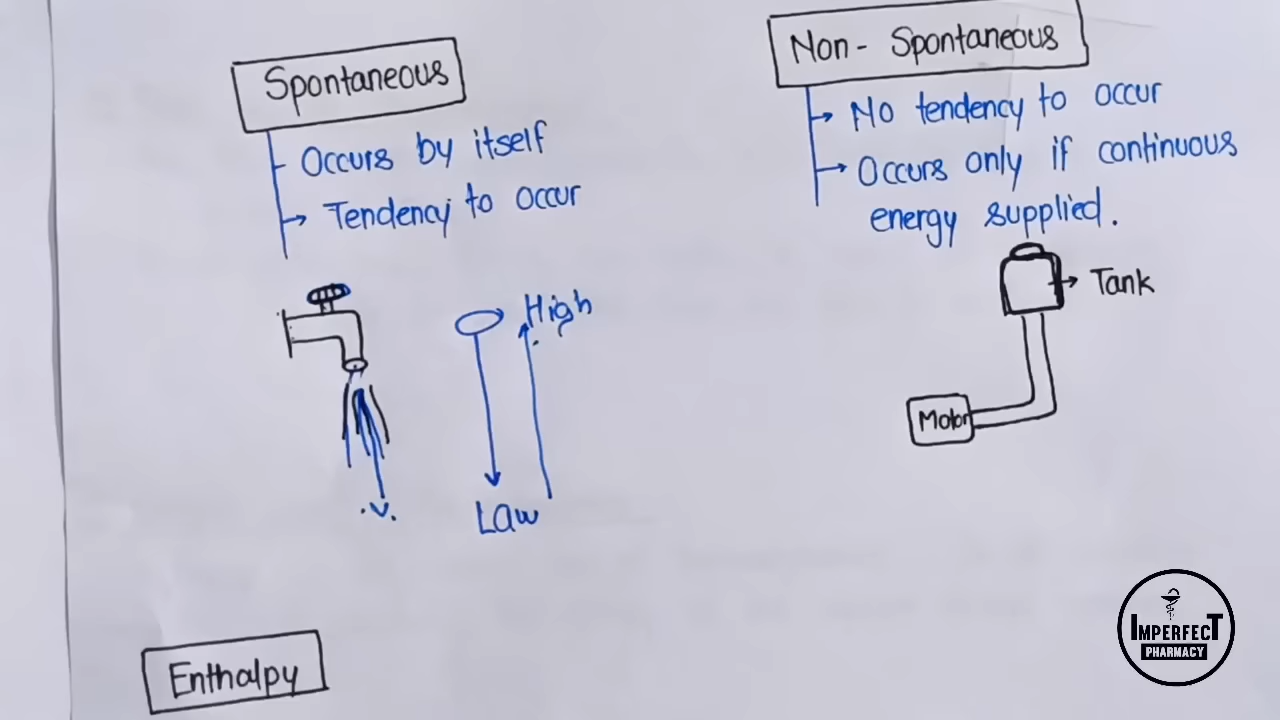 Spontaneous
Occurs by itself
Tendency to occur
High
Law
Non - Spontaneous
No tendency to occur
Occurs only if continuous
energy supplied.
Tank
Motor
Enthalpy
IMPERFECT
PHARMACY